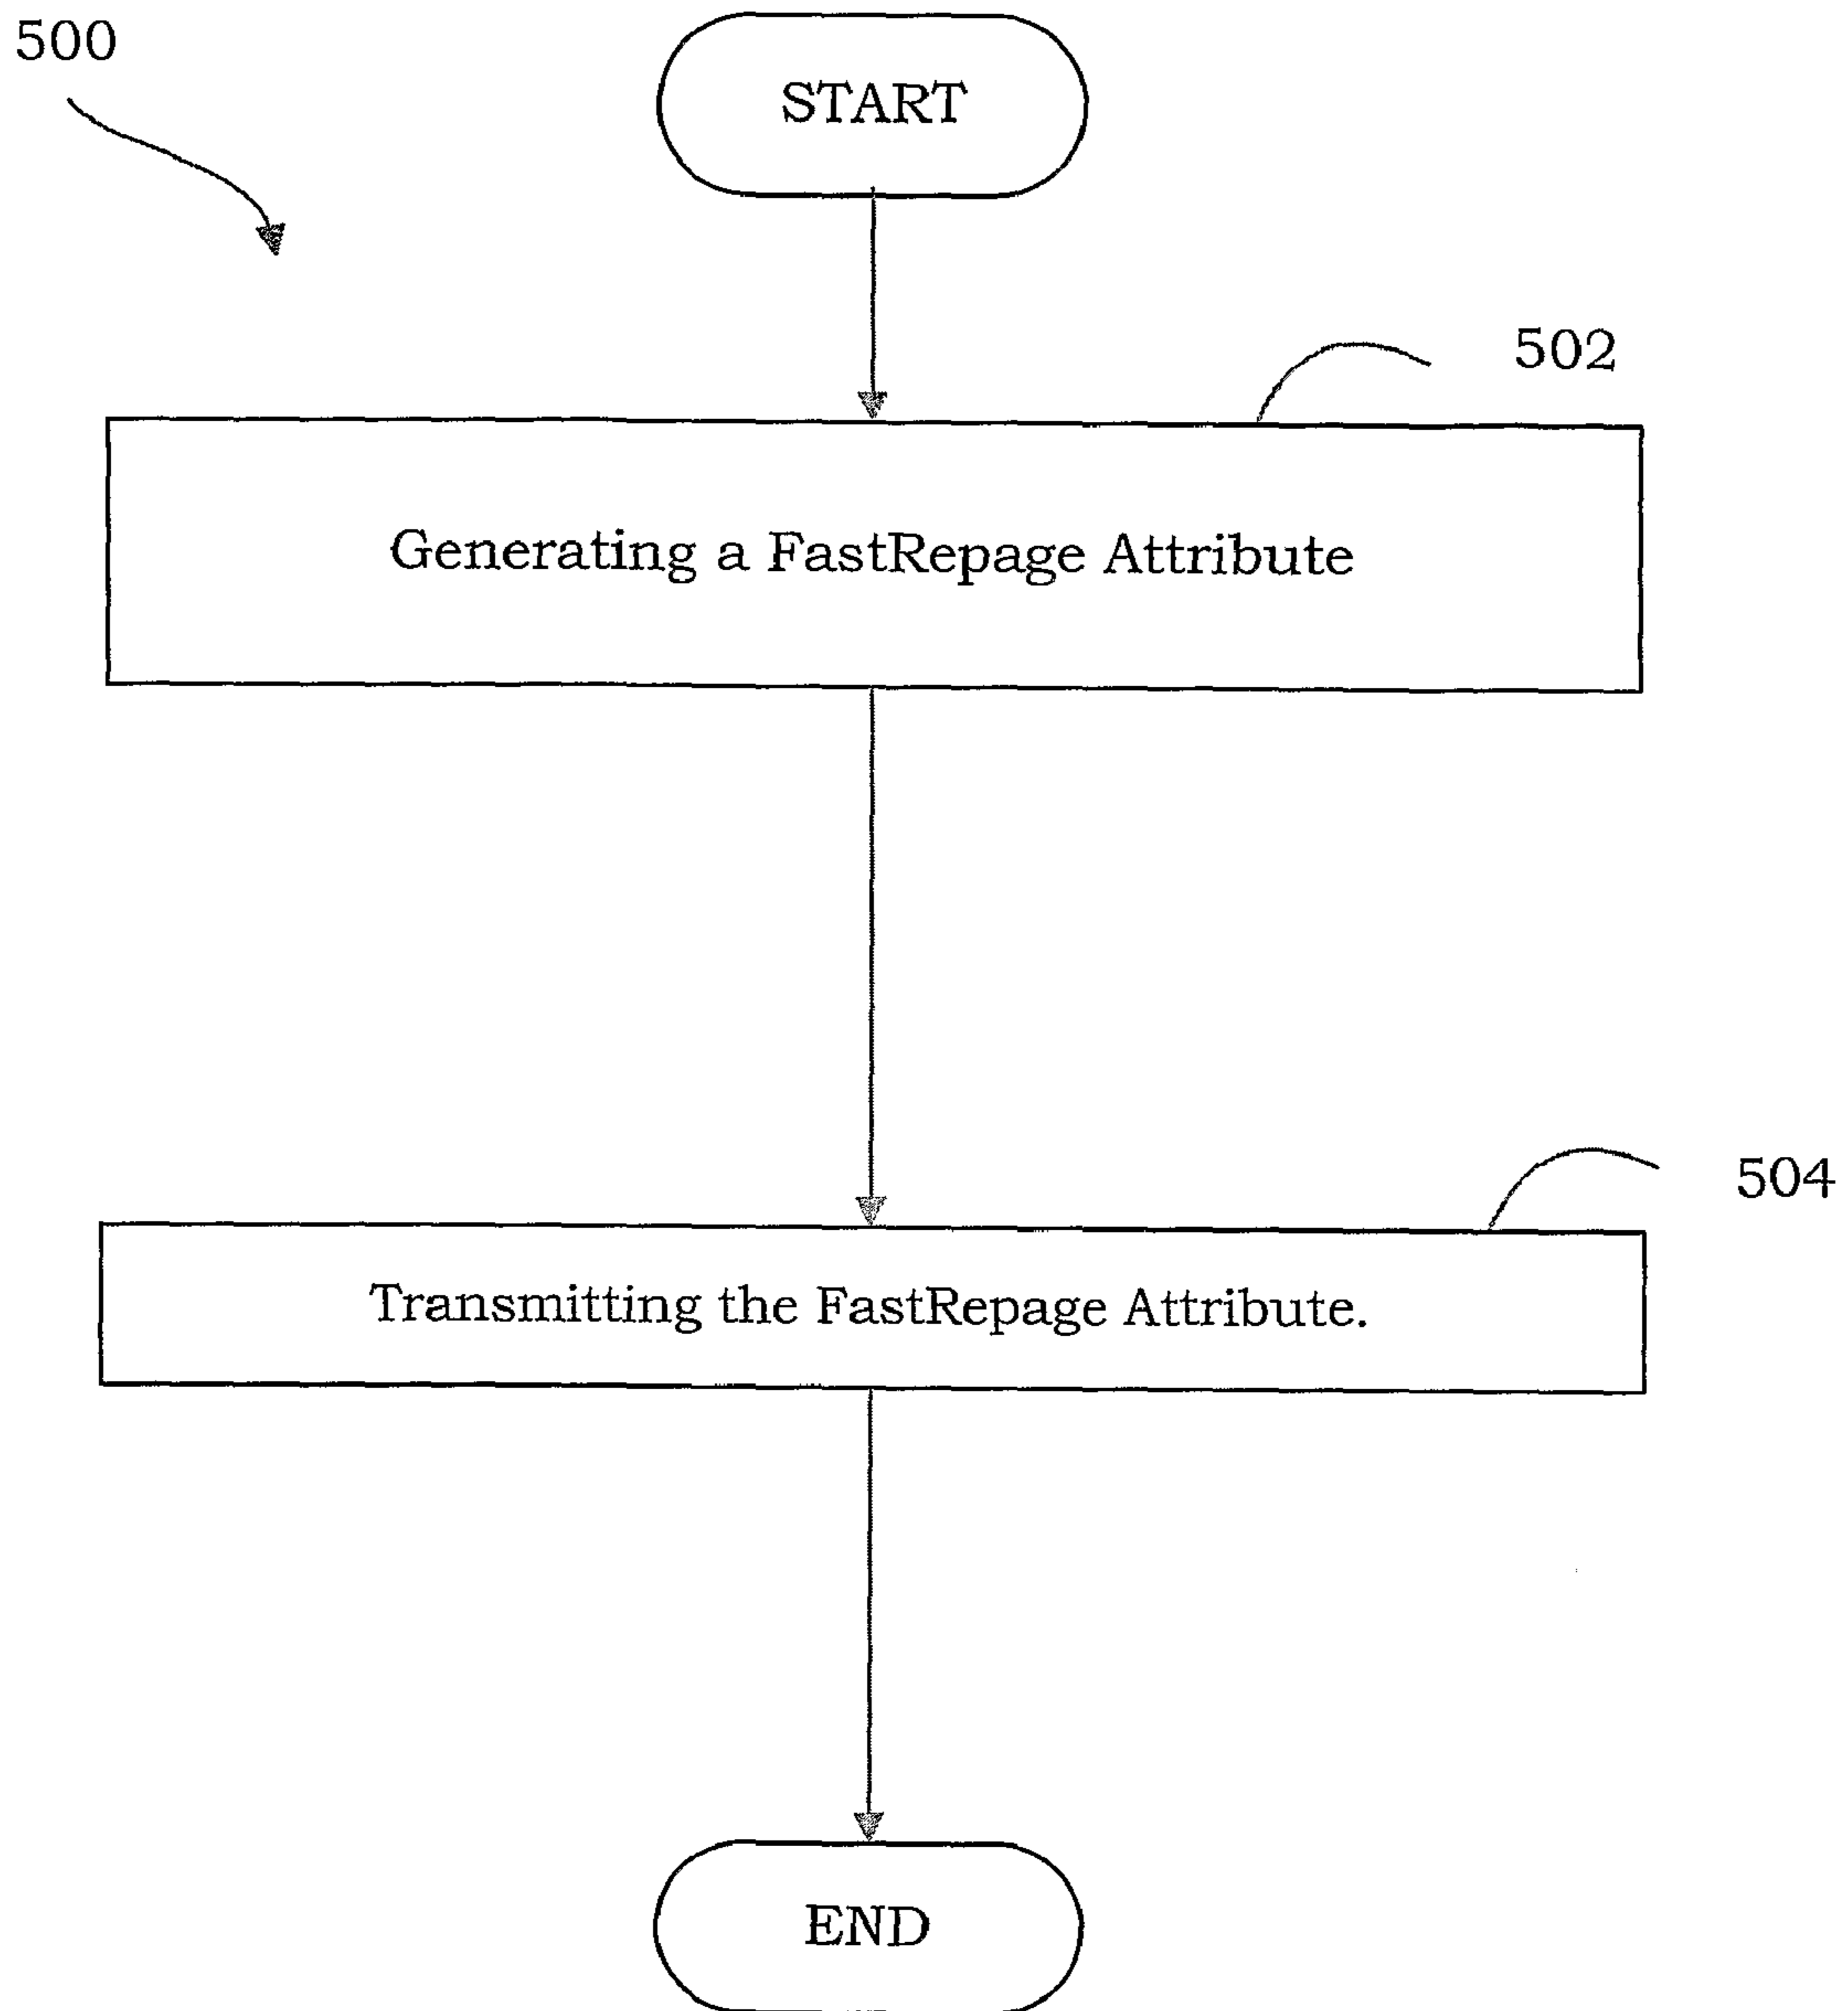 500
START
502
Generating a FastRepage Attribute
504
Transmitting the FastRepage Attribute.
END